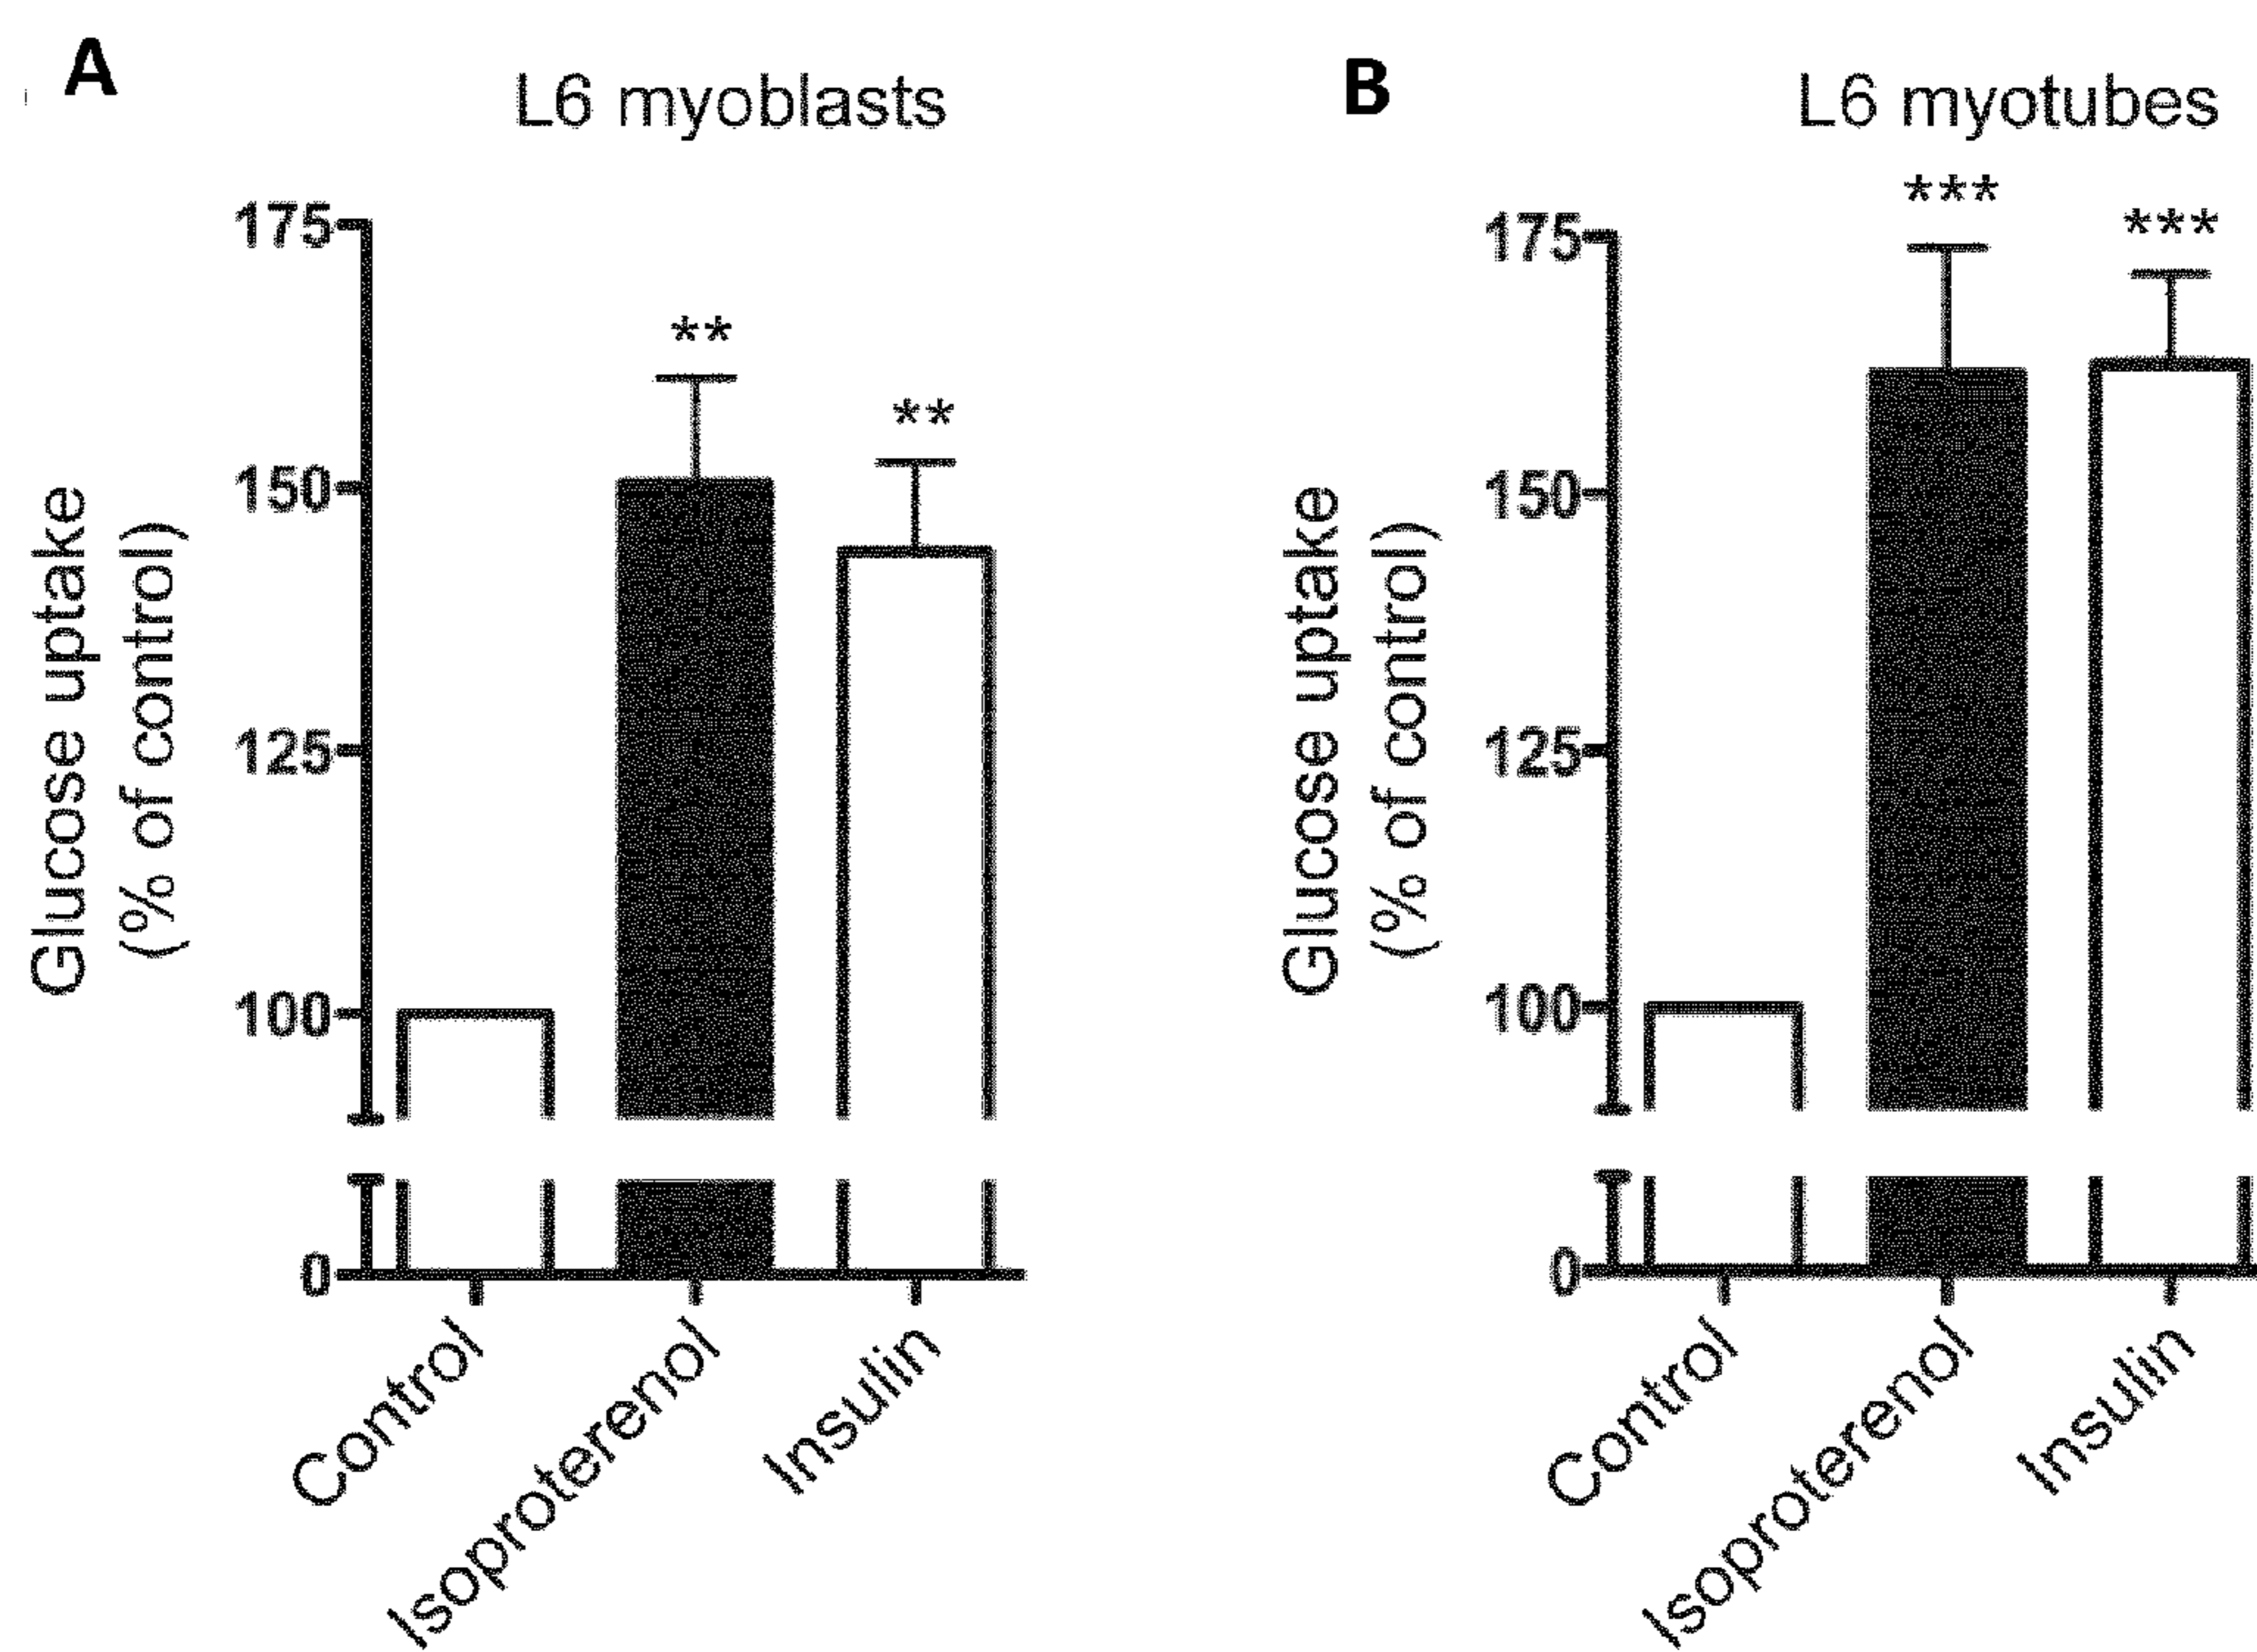 A
L6 myoblasts
Glucose uptake
(% of control)
175
150
125
100
0
**
**
Control
Isoproterenol
Insulin
B
L6 myotubes
Glucose uptake
(% of control)
175
150
125
100
0
***
***
Control
Isoproterenol
Insulin